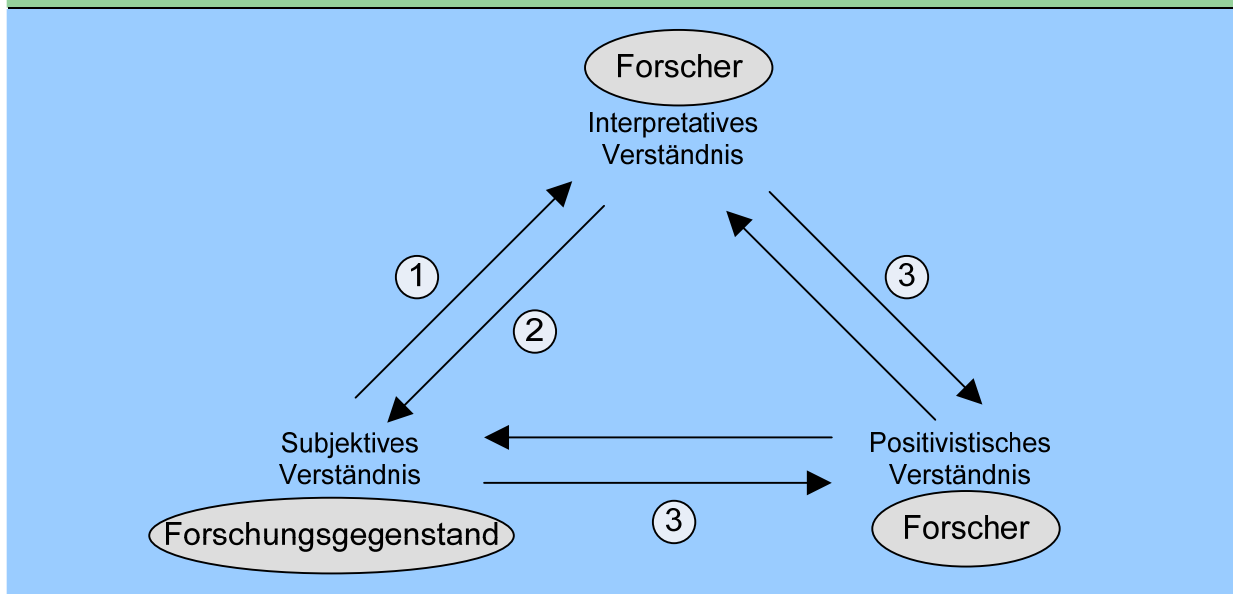 Forscher
Interpretatives
Verständnis
1
3
2
Subjektives
Verständnis
Forschungsgegenstand
3
Positivistisches
Verständnis
Forscher